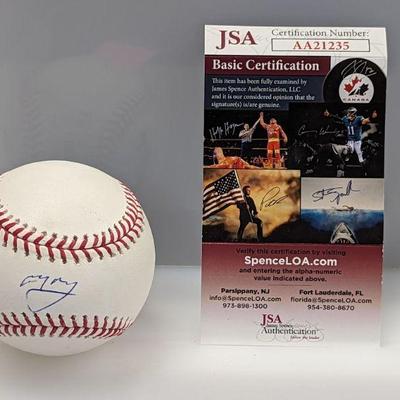 JSA
Certification Number:
AA21235
Basic Certification
This item has been fully examined by
James Spence Authentication, LLC
and it is our considered opinion that the
signature(s) is/are genuine.
CANADA
Verify this certification by visiting
SpenceLOA.com
and entering the alpha-numeric
value indicated above.
Parsippany, NJ
info@SpenceLOA.com
973-898-1300
Fort Lauderdale, FL
florida@SpenceLOA.com
954-380-8670
JSA
James Spence
Authentication